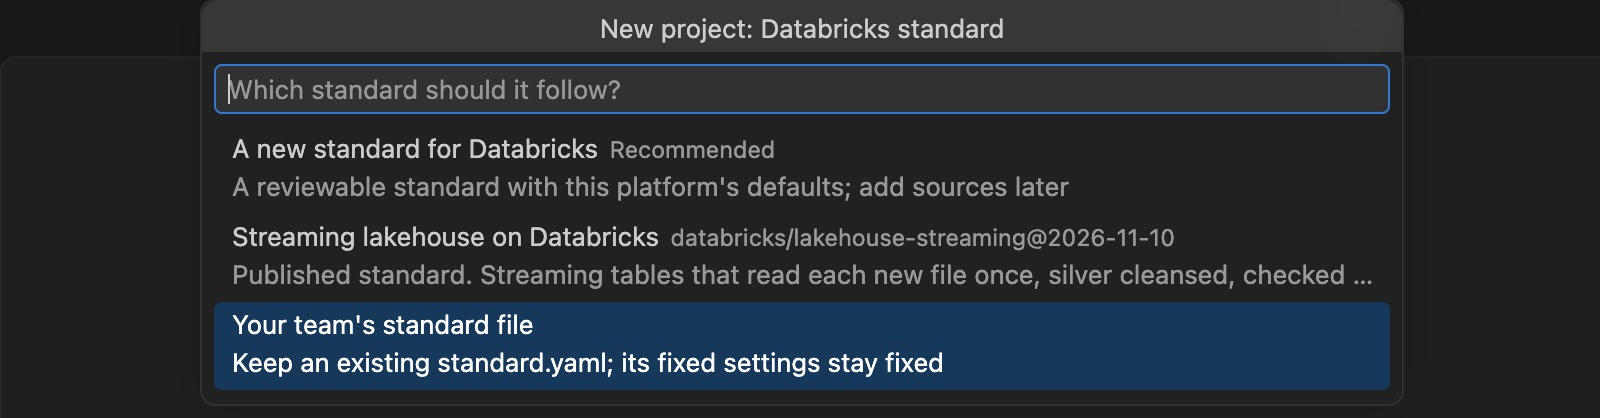 New project: Databricks standard
Which standard should it follow?
A new standard for Databricks Recommended
A reviewable standard with this platform's defaults; add sources later
Streaming lakehouse on Databricks databricks/lakehouse-streaming@2026-11-10
Published standard. Streaming tables that read each new file once, silver cleansed, checked ...
Your team's standard file
Keep an existing standard.yaml; its fixed settings stay fixed